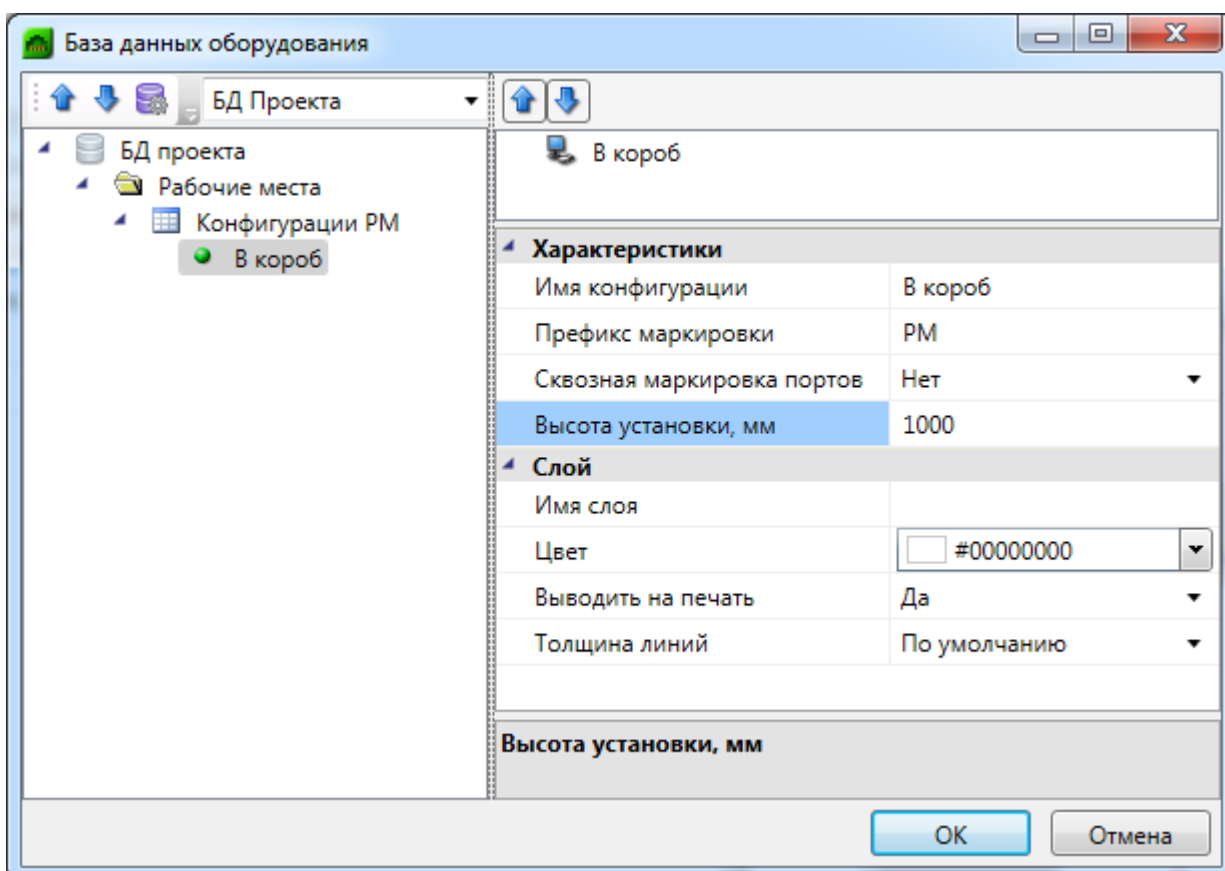 База данных оборудования
БД Проекта
БД проекта
Рабочие места
Конфигурации РМ
В короб
В короб
Характеристики
Имя конфигурации В короб
Префикс маркировки РМ
Сквозная маркировка портов Нет
Высота установки, мм 1000
Слой
Имя слоя
Цвет #00000000
Выводить на печать Да
Толщина линий По умолчанию
Высота установки, мм
ОК Отмена